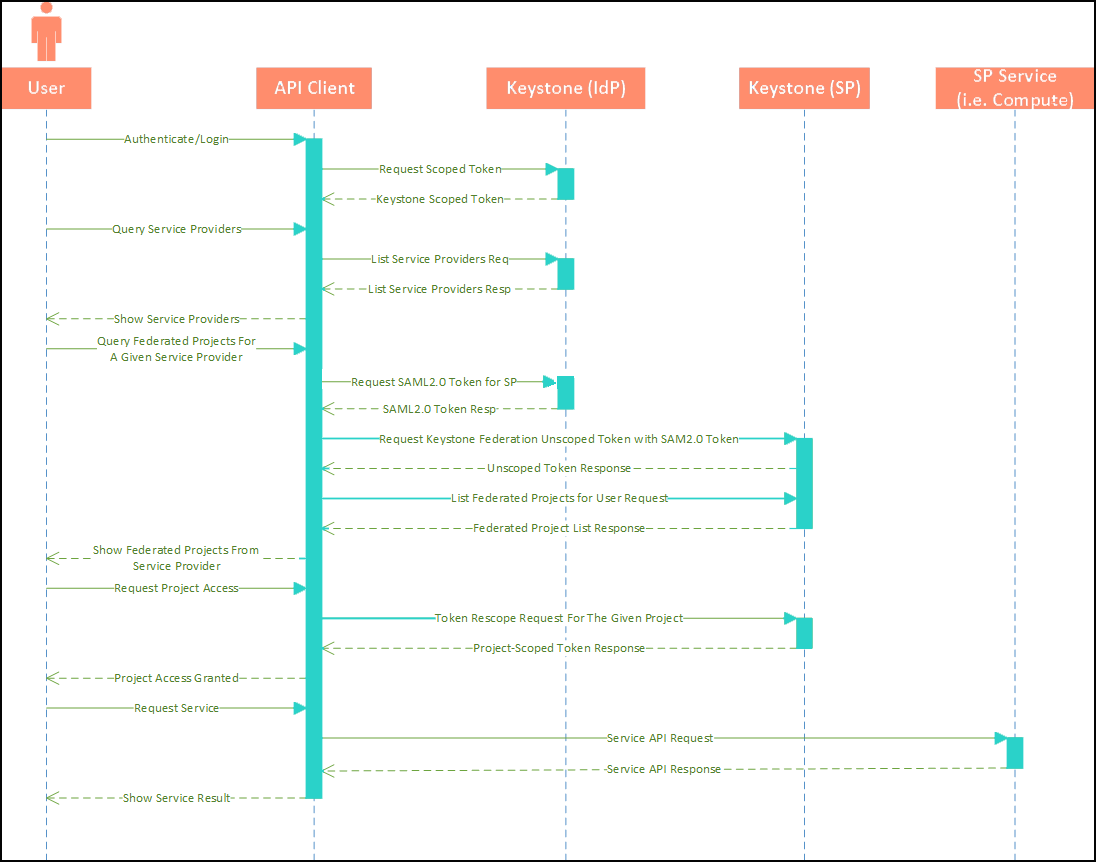 User
API Client
Keystone (IdP)
Keystone (SP)
SP Service
(i.e. Compute)
Authenticate/Login
Request Scoped Token
Keystone Scoped Token
Query Service Providers
List Service Providers Req
List Service Providers Resp
Show Service Providers
Query Federated Projects For
A Given Service Provider
Request SAML2.0 Token for SP
SAML2.0 Token Resp
Request Keystone Federation Unscoped Token with SAM2.0 Token
Unscoped Token Response
List Federated Projects for User Request
Federated Project List Response
Show Federated Projects From
Service Provider
Request Project Access
Token Rescope Request For The Given Project
Project-Scoped Token Response
Project Access Granted
Request Service
Service API Request
Service API Response
Show Service Result